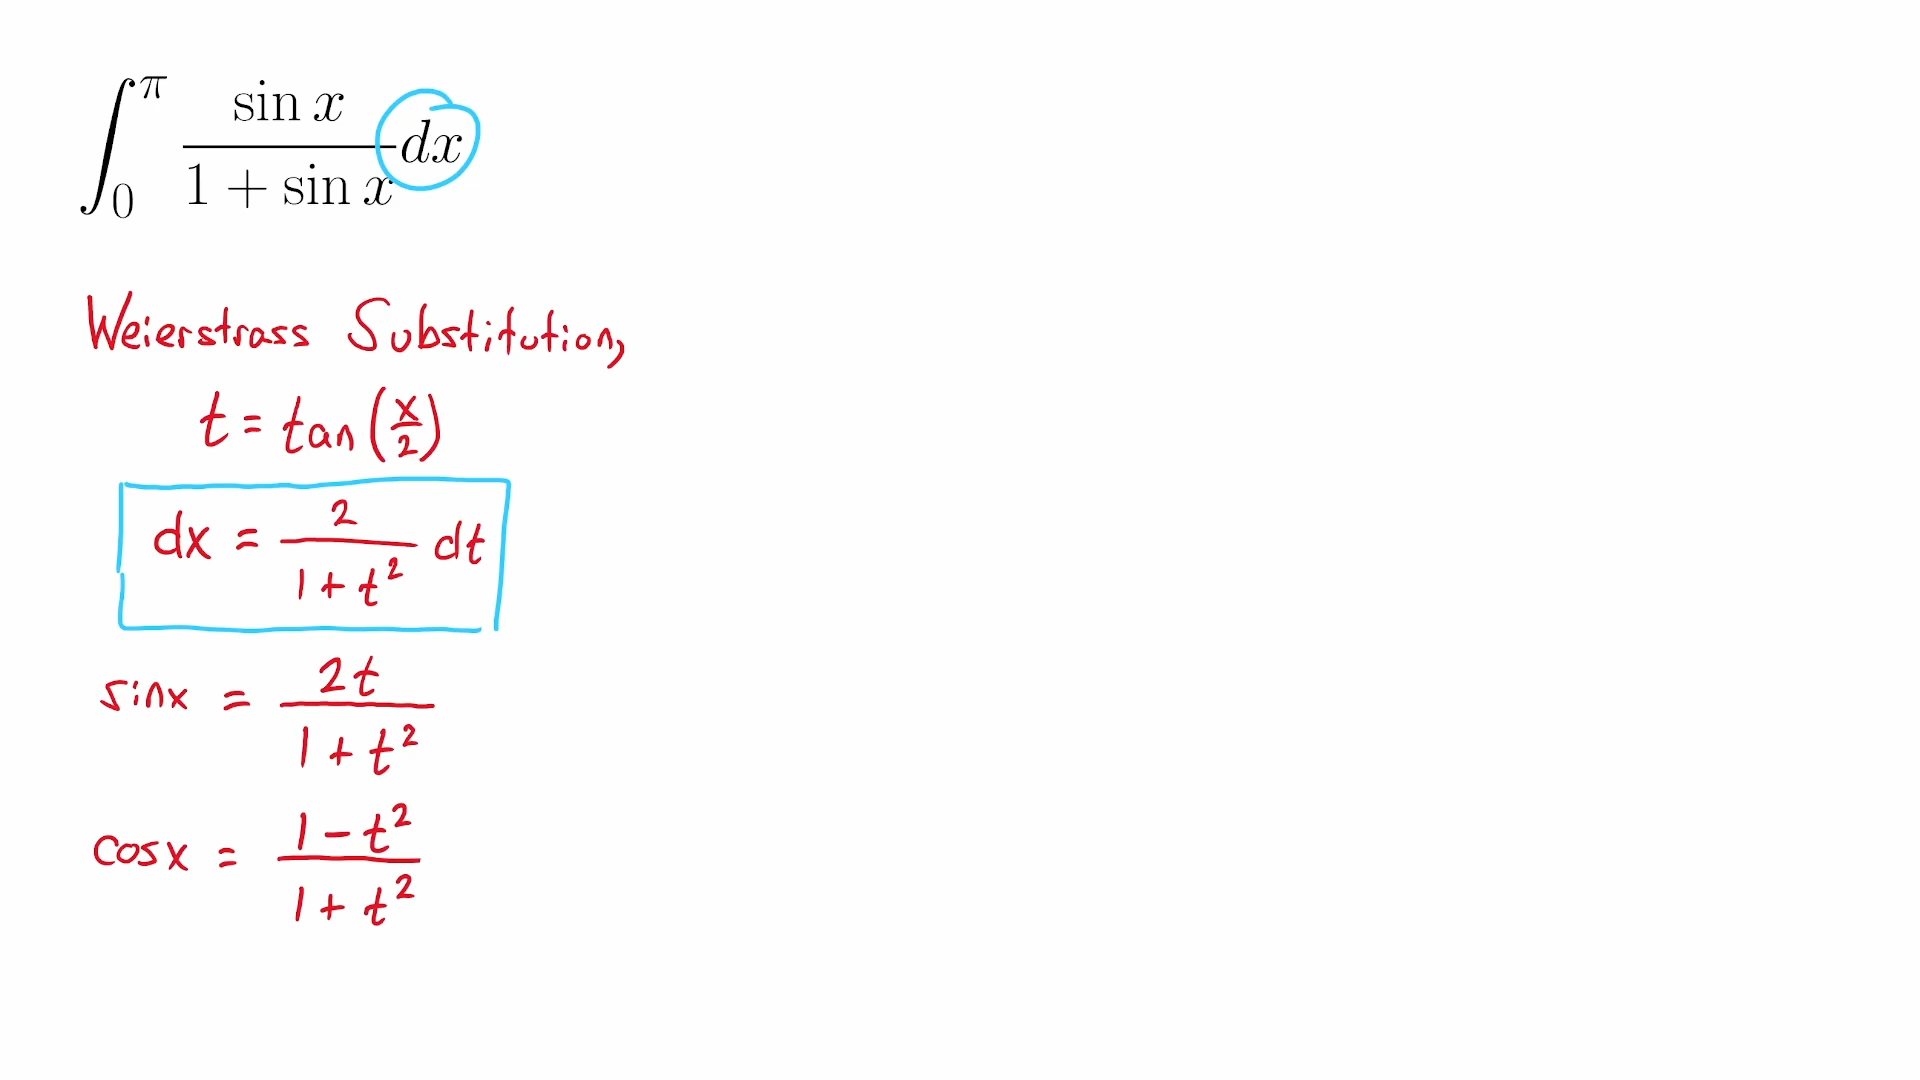 ∫₀^π sin x / (1 + sin x) dx
Weierstrass Substitution,
t = tan(x/2)
dx = 2 / (1 + t²) dt
sinx = 2t / (1 + t²)
cosx = (1 − t²) / (1 + t²)